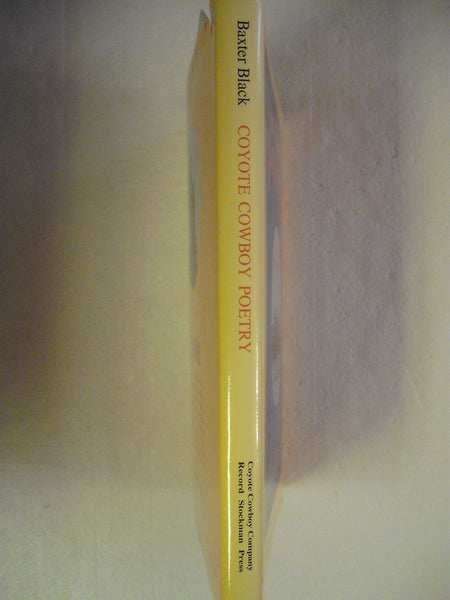 Baxter Black
COYOTE COWBOY POETRY
Coyote Cowboy Company
Record Stockman Press